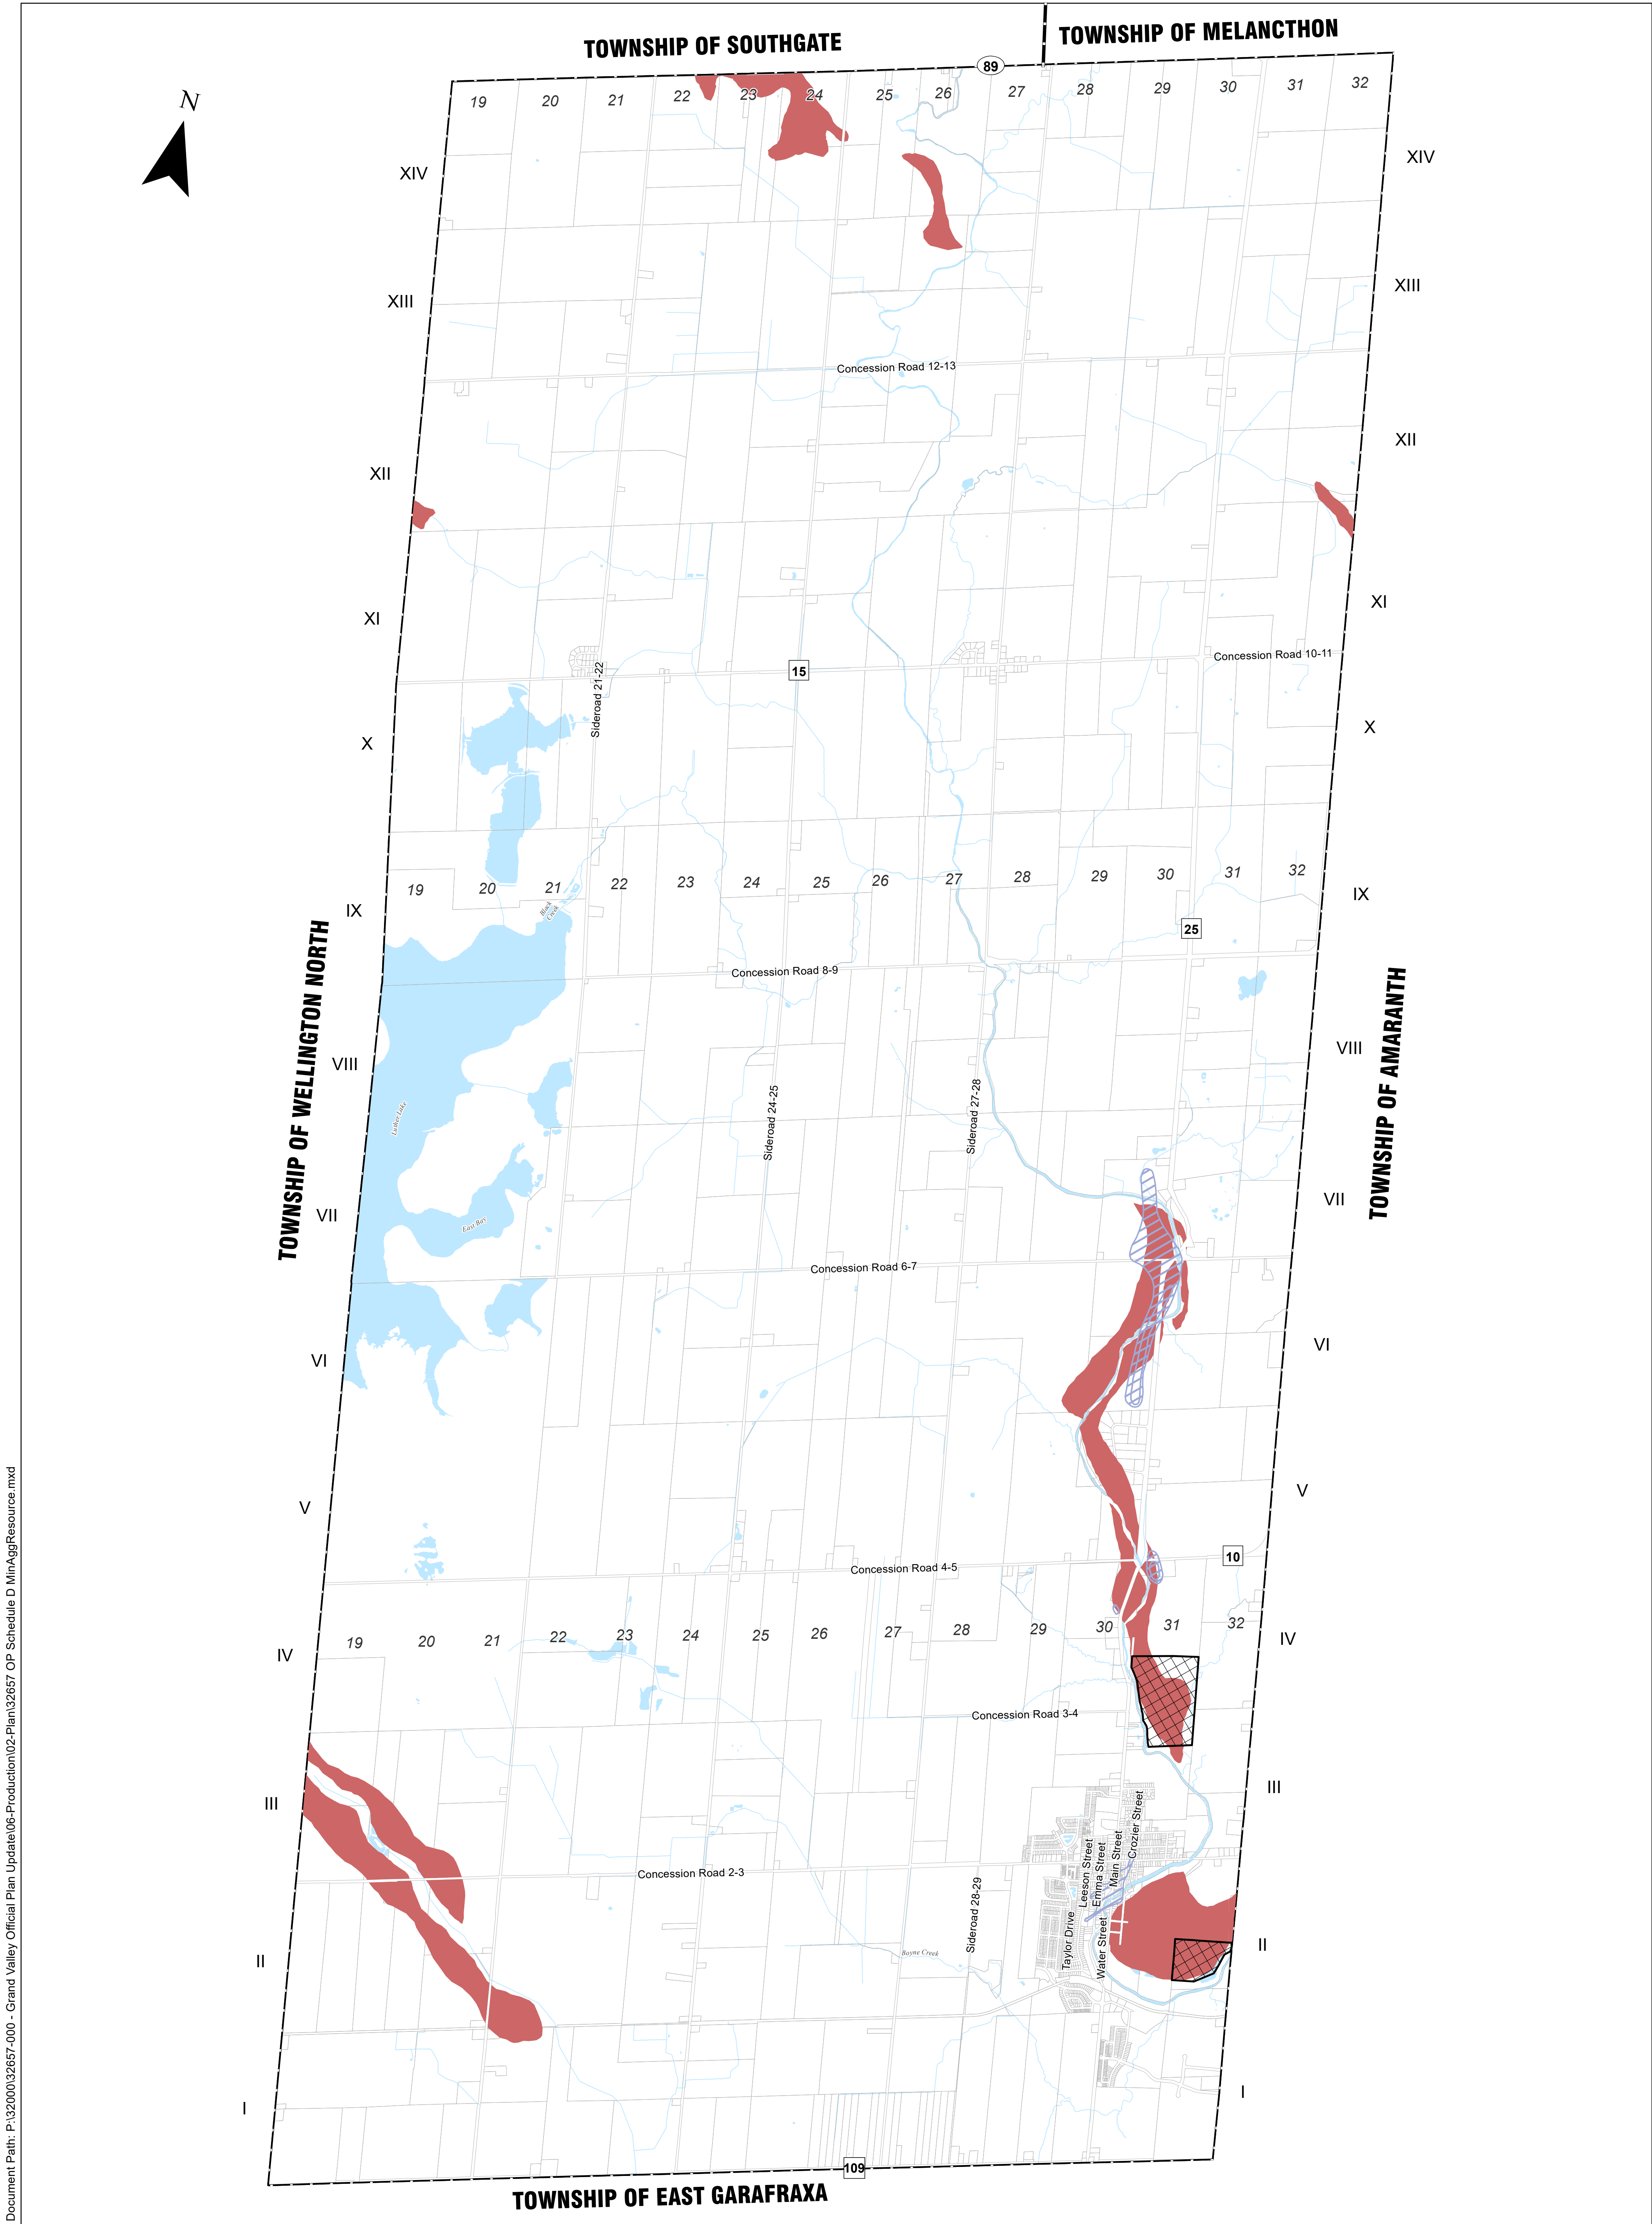 TOWNSHIP OF SOUTHGATE
TOWNSHIP OF MELANCTHON
89
N
19 20 21 22 23 24 25 26 27 28 29 30 31 32
XIV
XIV
XIII
XIII
Concession Road 12-13
XII
XII
XI
XI
Concession Road 10-11
15
Sideroad 21-22
X
X
19 20 21 22 23 24 25 26 27 28 29 30 31 32
Black
Creek
IX
IX
25
Concession Road 8-9
TOWNSHIP OF WELLINGTON NORTH
TOWNSHIP OF AMARANTH
VIII
VIII
Luther Lake
Sideroad 24-25
Sideroad 27-28
VII
VII
East Bay
Concession Road 6-7
VI
VI
V
V
10
Concession Road 4-5
19 20 21 22 23 24 25 26 27 28 29 30 31 32
IV
IV
Concession Road 3-4
III
III
Crozier Street
Main Street
Emma Street
Leeson Street
Concession Road 2-3
Sideroad 28-29
Taylor Drive
Water Street
Boyne Creek
II
II
I
I
109
TOWNSHIP OF EAST GARAFRAXA
Document Path: P:\32000\32657-000 - Grand Valley Official Plan Update\06-Production\02-Plan\32657 OP Schedule D MinAggResource.mxd